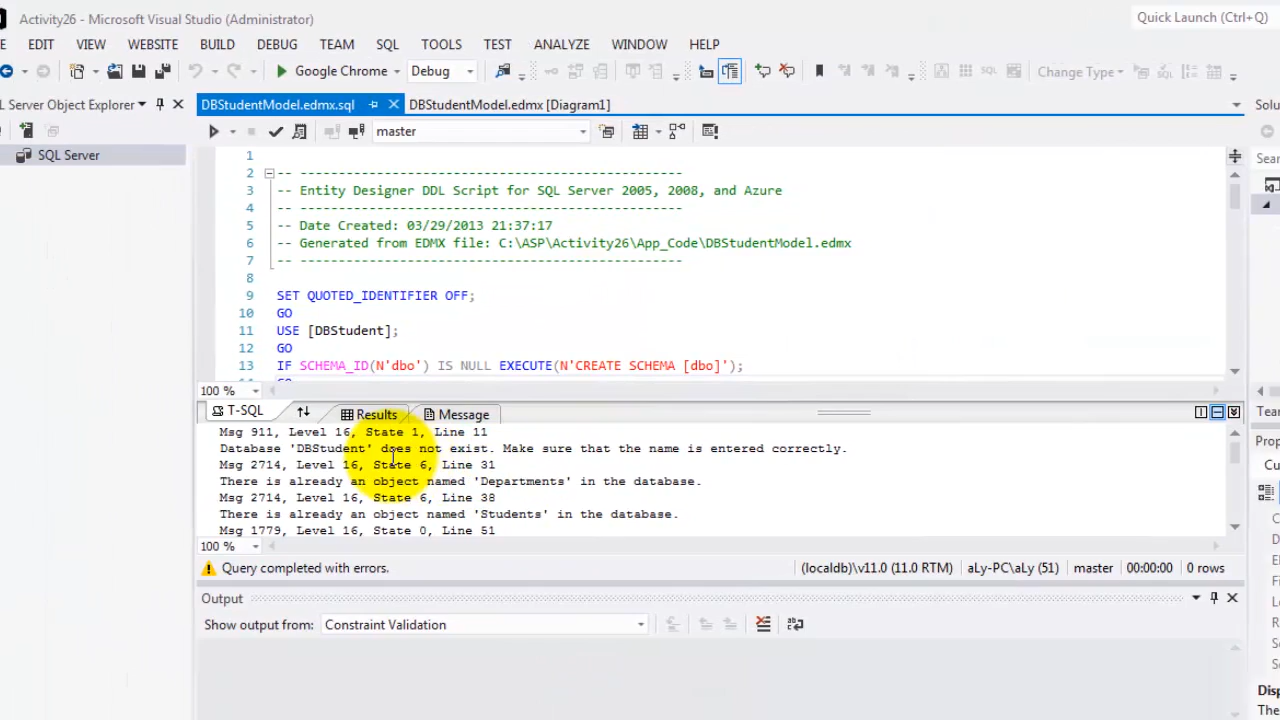 Activity26 - Microsoft Visual Studio (Administrator)
Quick Launch (Ctrl+Q)
E EDIT VIEW WEBSITE BUILD DEBUG TEAM SQL TOOLS TEST ANALYZE WINDOW HELP
Google Chrome Debug Change Type
L Server Object Explorer
DBStudentModel.edmx.sql DBStudentModel.edmx [Diagram1]
Solu
master
SQL Server
Sear
1
2 -- --------------------------------------------------
3 -- Entity Designer DDL Script for SQL Server 2005, 2008, and Azure
4 -- --------------------------------------------------
5 -- Date Created: 03/29/2013 21:37:17
6 -- Generated from EDMX file: C:\ASP\Activity26\App_Code\DBStudentModel.edmx
7 -- --------------------------------------------------
8
9 SET QUOTED_IDENTIFIER OFF;
10 GO
11 USE [DBStudent];
12 GO
13 IF SCHEMA_ID(N'dbo') IS NULL EXECUTE(N'CREATE SCHEMA [dbo]');
14 GO
100 %
T-SQL Results Message
Tean
Msg 911, Level 16, State 1, Line 11
Database 'DBStudent' does not exist. Make sure that the name is entered correctly.
Msg 2714, Level 16, State 6, Line 31
There is already an object named 'Departments' in the database.
Msg 2714, Level 16, State 6, Line 38
There is already an object named 'Students' in the database.
Msg 1779, Level 16, State 0, Line 51
Prop
Cu
100 %
Query completed with errors.
(localdb)\v11.0 (11.0 RTM) aLy-PC\aLy (51) master 00:00:00 0 rows
Output
Show output from: Constraint Validation
Disp
The